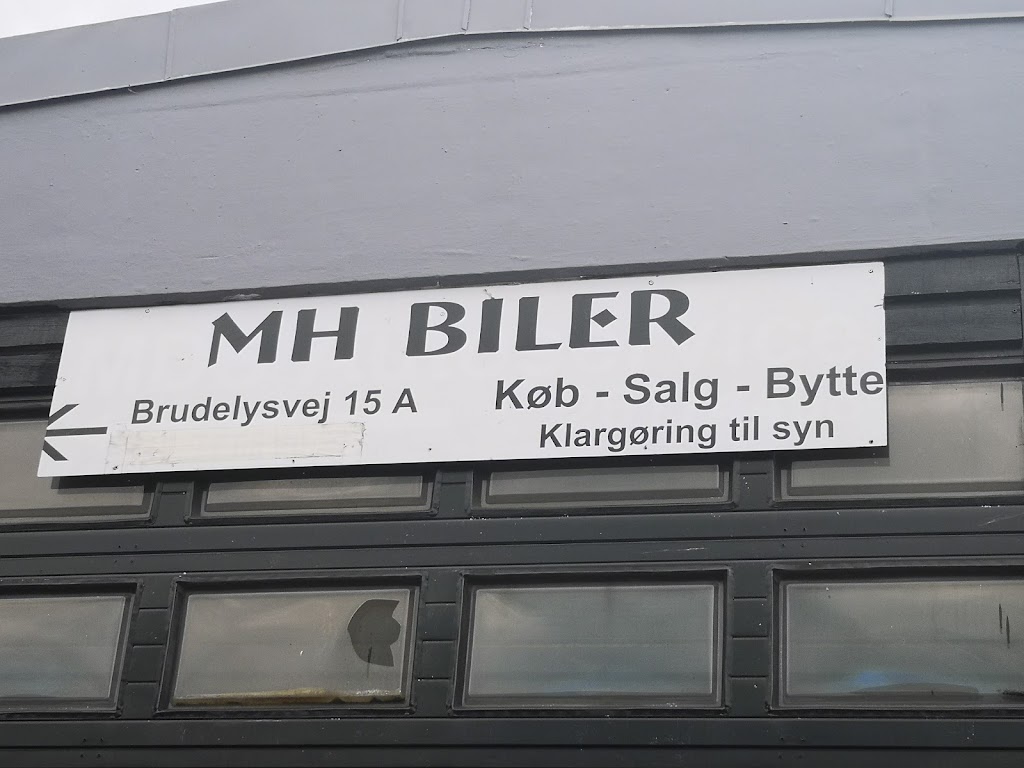 MH BILER
Brudelysvej 15 A
Køb - Salg - Bytte
Klargøring til syn